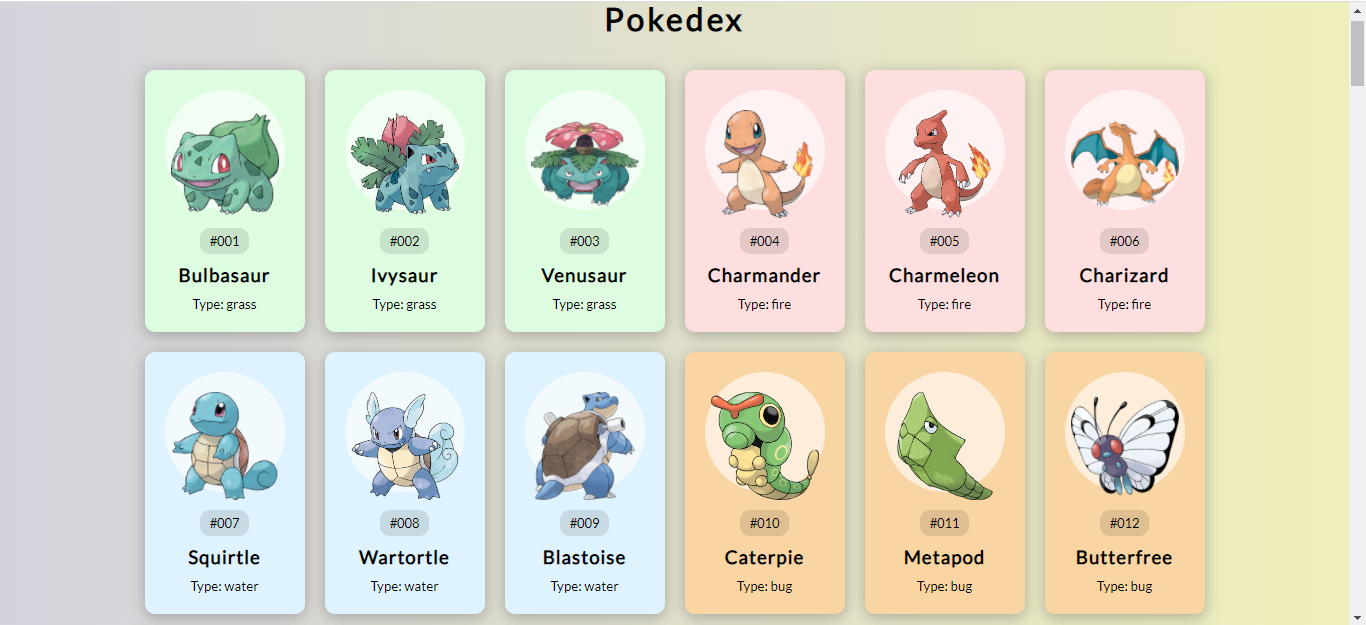 Pokedex
#001
Bulbasaur
Type: grass
#002
Ivysaur
Type: grass
#003
Venusaur
Type: grass
#004
Charmander
Type: fire
#005
Charmeleon
Type: fire
#006
Charizard
Type: fire
#007
Squirtle
Type: water
#008
Wartortle
Type: water
#009
Blastoise
Type: water
#010
Caterpie
Type: bug
#011
Metapod
Type: bug
#012
Butterfree
Type: bug